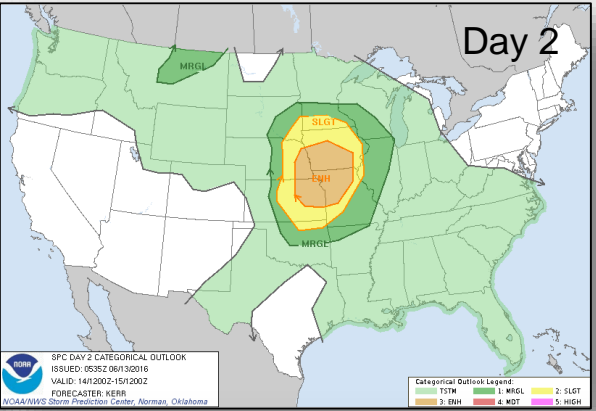 Day 2
MRGL
SLGT
ENH
MRGL
NOAA
SPC DAY 2 CATEGORICAL OUTLOOK
ISSUED: 0535Z 06/13/2016
VALID: 14/1200Z-15/1200Z
FORECASTER: KERR
NOAA/NWS Storm Prediction Center, Norman, Oklahoma
Categorical Outlook Legend:
TSTM 1: MRGL 2: SLGT
3: ENH 4: MDT 5: HIGH